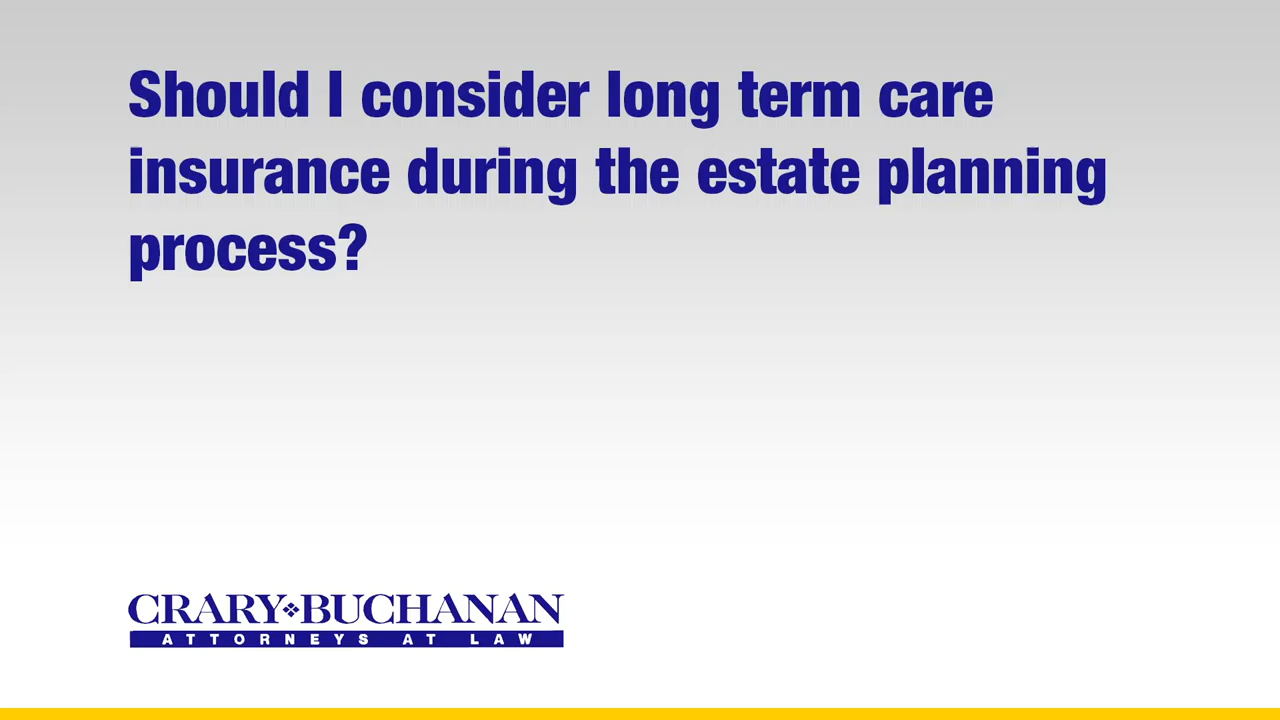 Should I consider long term care
insurance during the estate planning
process?
CRARY❖BUCHANAN
ATTORNEYS AT LAW